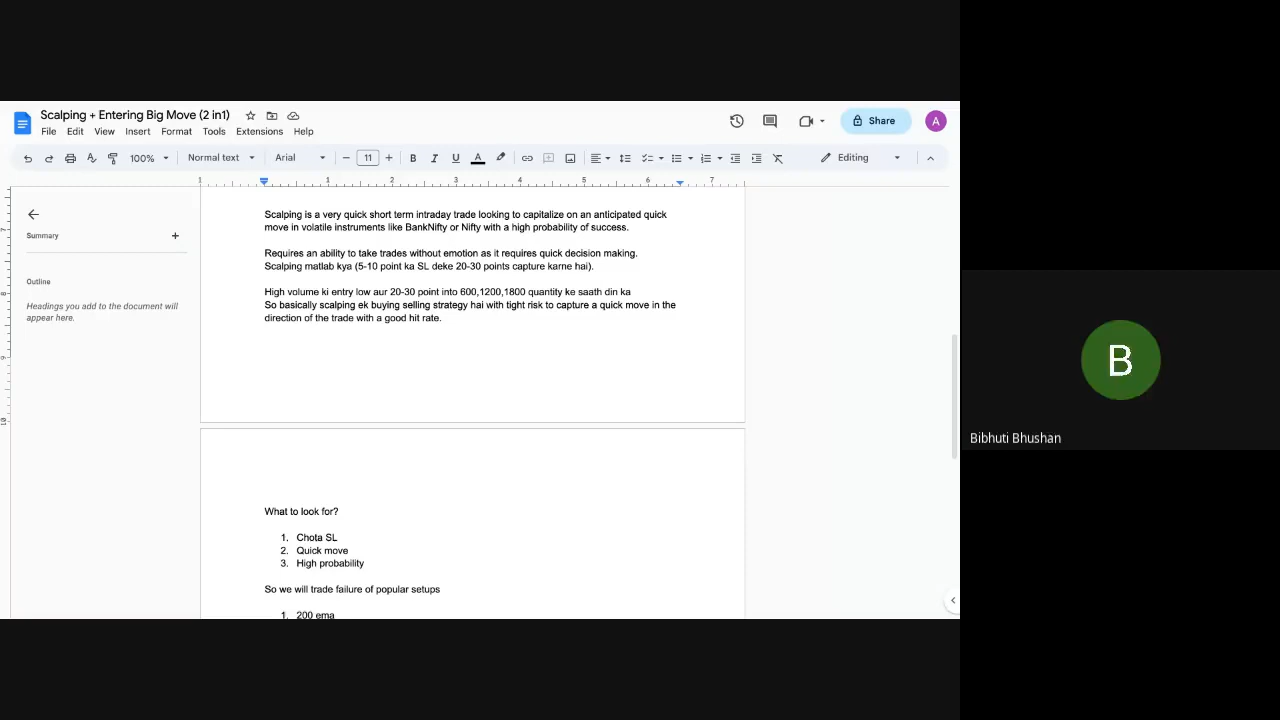 Scalping + Entering Big Move (2 in1)
File Edit View Insert Format Tools Extensions Help
Share
A
100% Normal text Arial 11 B I U A Editing
1 1 2 3 4 5 6 7
Summary
Outline
Headings you add to the document will
appear here.
Scalping is a very quick short term intraday trade looking to capitalize on an anticipated quick
move in volatile instruments like BankNifty or Nifty with a high probability of success.
Requires an ability to take trades without emotion as it requires quick decision making.
Scalping matlab kya (5-10 point ka SL deke 20-30 points capture karne hai).
High volume ki entry low aur 20-30 point into 600,1200,1800 quantity ke saath din ka
So basically scalping ek buying selling strategy hai with tight risk to capture a quick move in the
direction of the trade with a good hit rate.
What to look for?
1. Chota SL
2. Quick move
3. High probability
So we will trade failure of popular setups
1. 200 ema
B
Bibhuti Bhushan